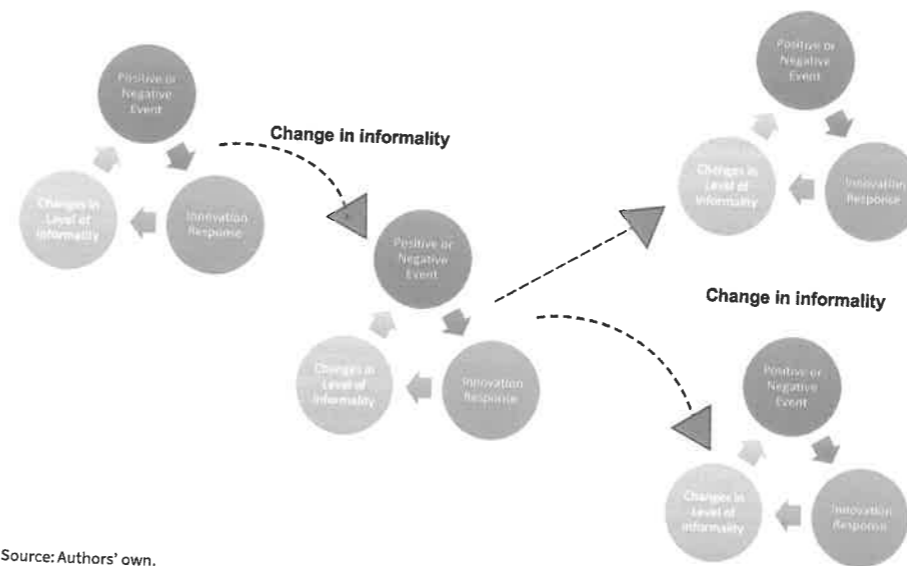 Positive or
Negative
Event
Changes in
Level of
Informality
Innovation
Response
Change in informality
Positive or
Negative
Event
Changes in
Level of
Informality
Innovation
Response
Positive or
Negative
Event
Changes in
Level of
Informality
Innovation
Response
Change in informality
Positive or
Negative
Event
Changes in
Level of
Informality
Innovation
Response
Source: Authors' own.